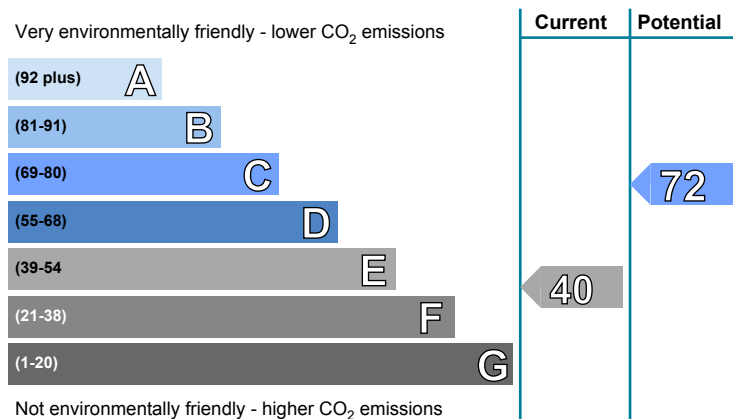 Very environmentally friendly - lower CO2 emissions
Current
Potential
(92 plus) A
(81-91) B
(69-80) C
72
(55-68) D
(39-54 E
40
(21-38) F
(1-20) G
Not environmentally friendly - higher CO2 emissions